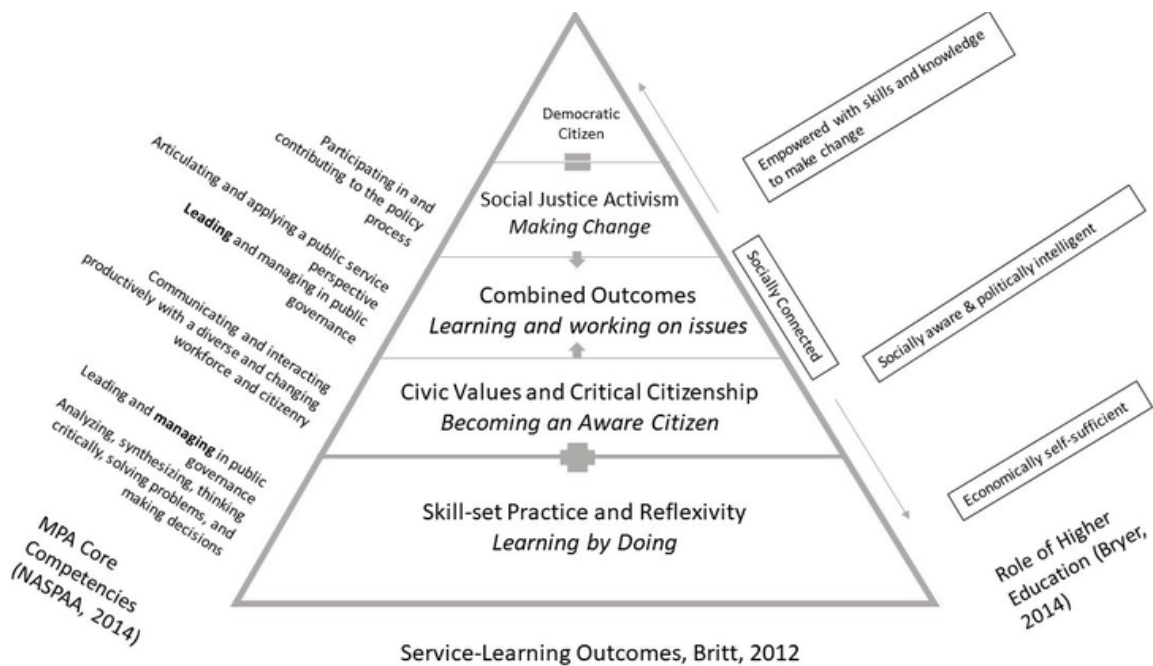 Democratic
Citizen
Social Justice Activism
Making Change
Combined Outcomes
Learning and working on issues
Civic Values and Critical Citizenship
Becoming an Aware Citizen
Skill-set Practice and Reflexivity
Learning by Doing
Participating in and
contributing to the policy
process
Articulating and applying a public service
perspective
Leading and managing in public
governance
Communicating and interacting
productively with a diverse and changing
workforce and citizenry
Leading and managing in public
governance
Analyzing, synthesizing, thinking
critically, solving problems, and
making decisions
MPA Core
Competencies
(NASPAA, 2014)
Empowered with skills and knowledge
to make change
Socially Connected
Socially aware & politically intelligent
Economically self-sufficient
Role of Higher
Education (Bryer,
2014)
Service-Learning Outcomes, Britt, 2012